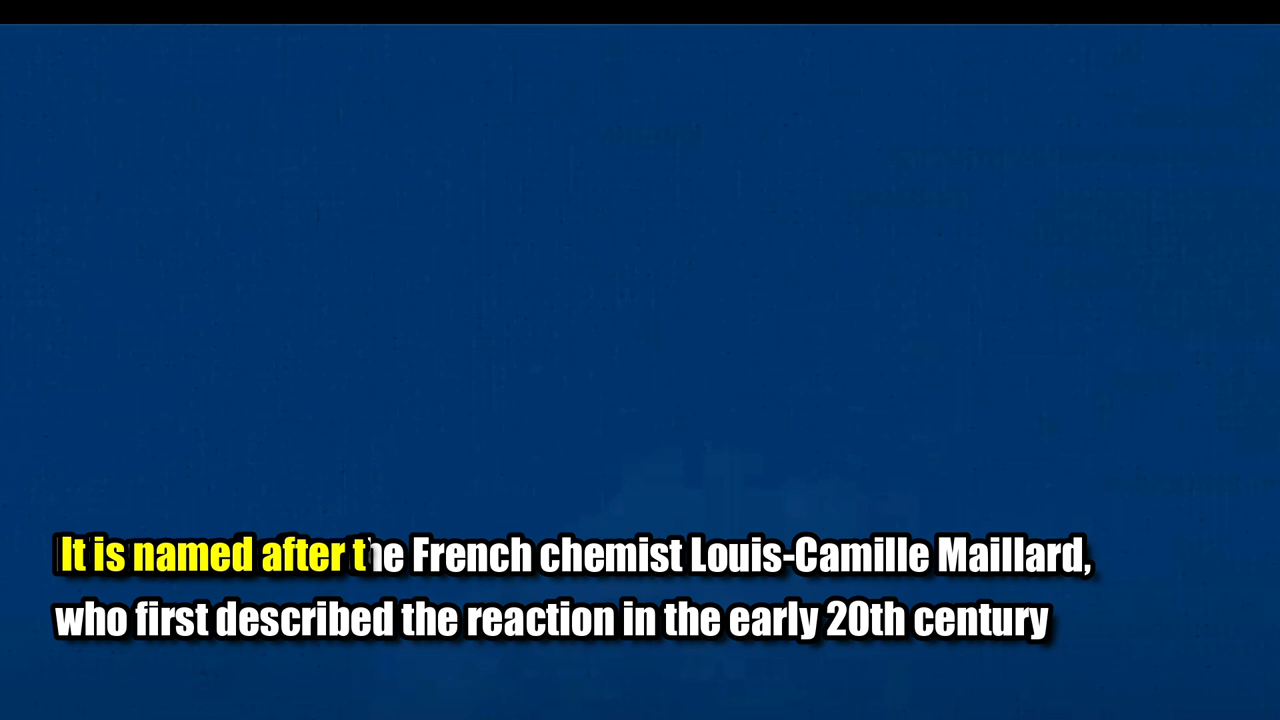 It is named after the French chemist Louis-Camille Maillard,
who first described the reaction in the early 20th century